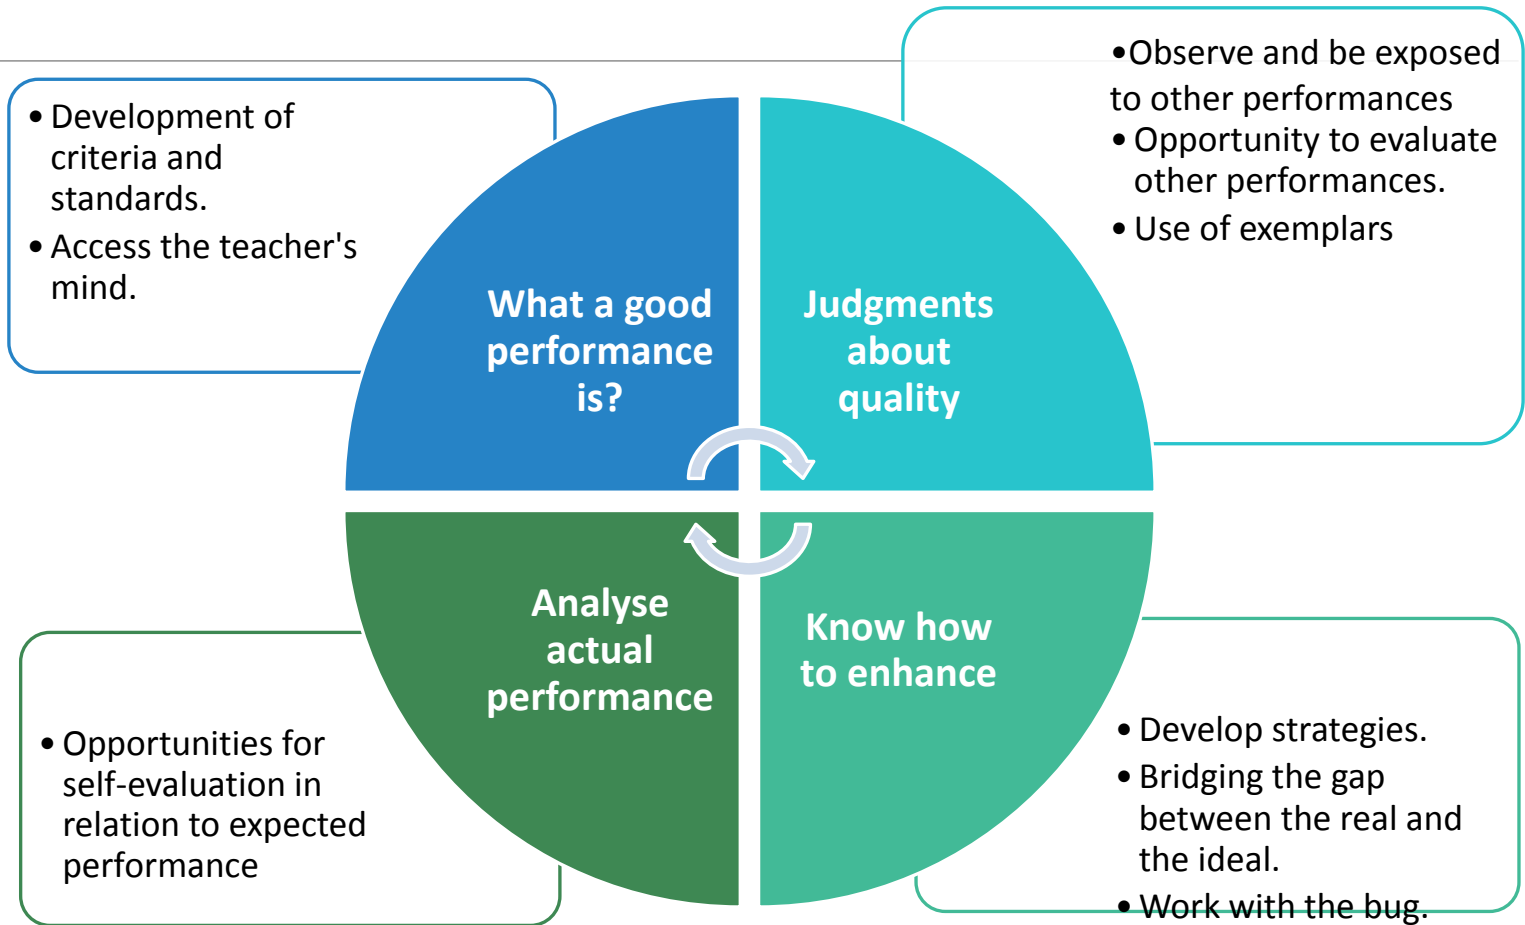 • Development of
criteria and
standards.
• Access the teacher's
mind.
What a good
performance
is?
•Observe and be exposed
to other performances
• Opportunity to evaluate
other performances.
• Use of exemplars
Judgments
about
quality
Analyse
actual
performance
• Opportunities for
self-evaluation in
relation to expected
performance
Know how
to enhance
• Develop strategies.
• Bridging the gap
between the real and
the ideal.
• Work with the bug.